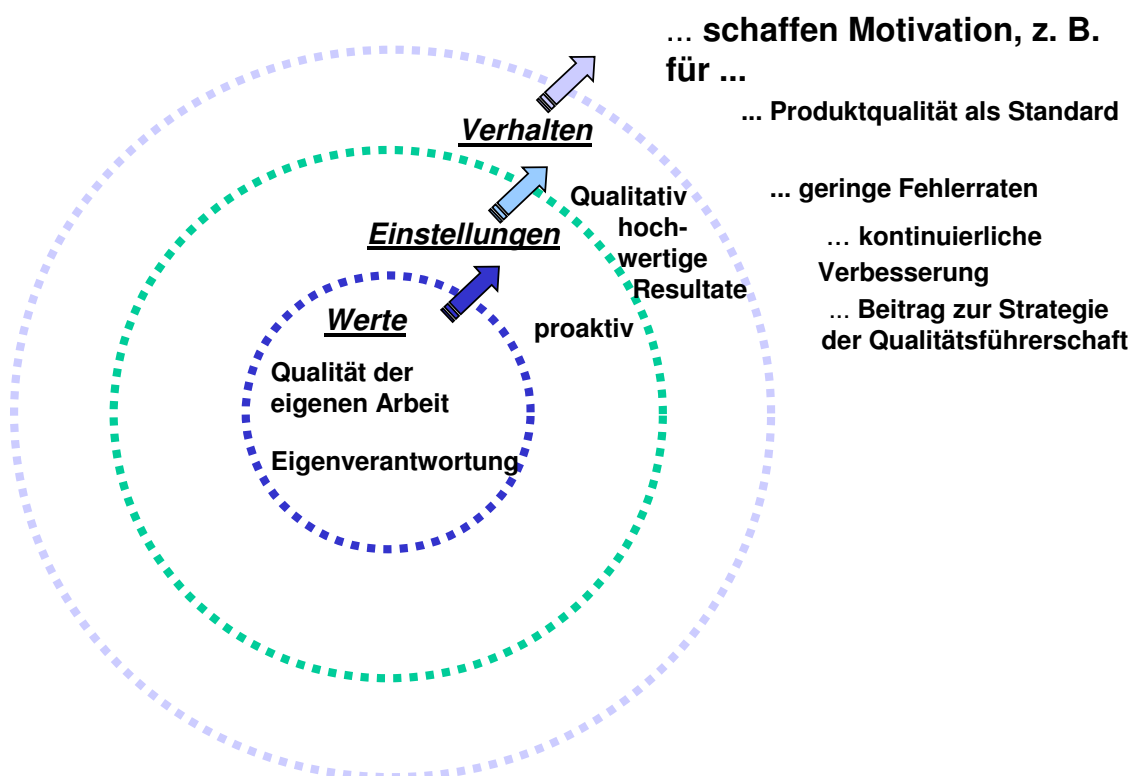 ... schaffen Motivation, z. B.
für ...
... Produktqualität als Standard
Verhalten
... geringe Fehlerraten
Qualitativ
hoch-
wertige
Resultate
Einstellungen
... kontinuierliche
Verbesserung
... Beitrag zur Strategie
der Qualitätsführerschaft
Werte
proaktiv
Qualität der
eigenen Arbeit
Eigenverantwortung